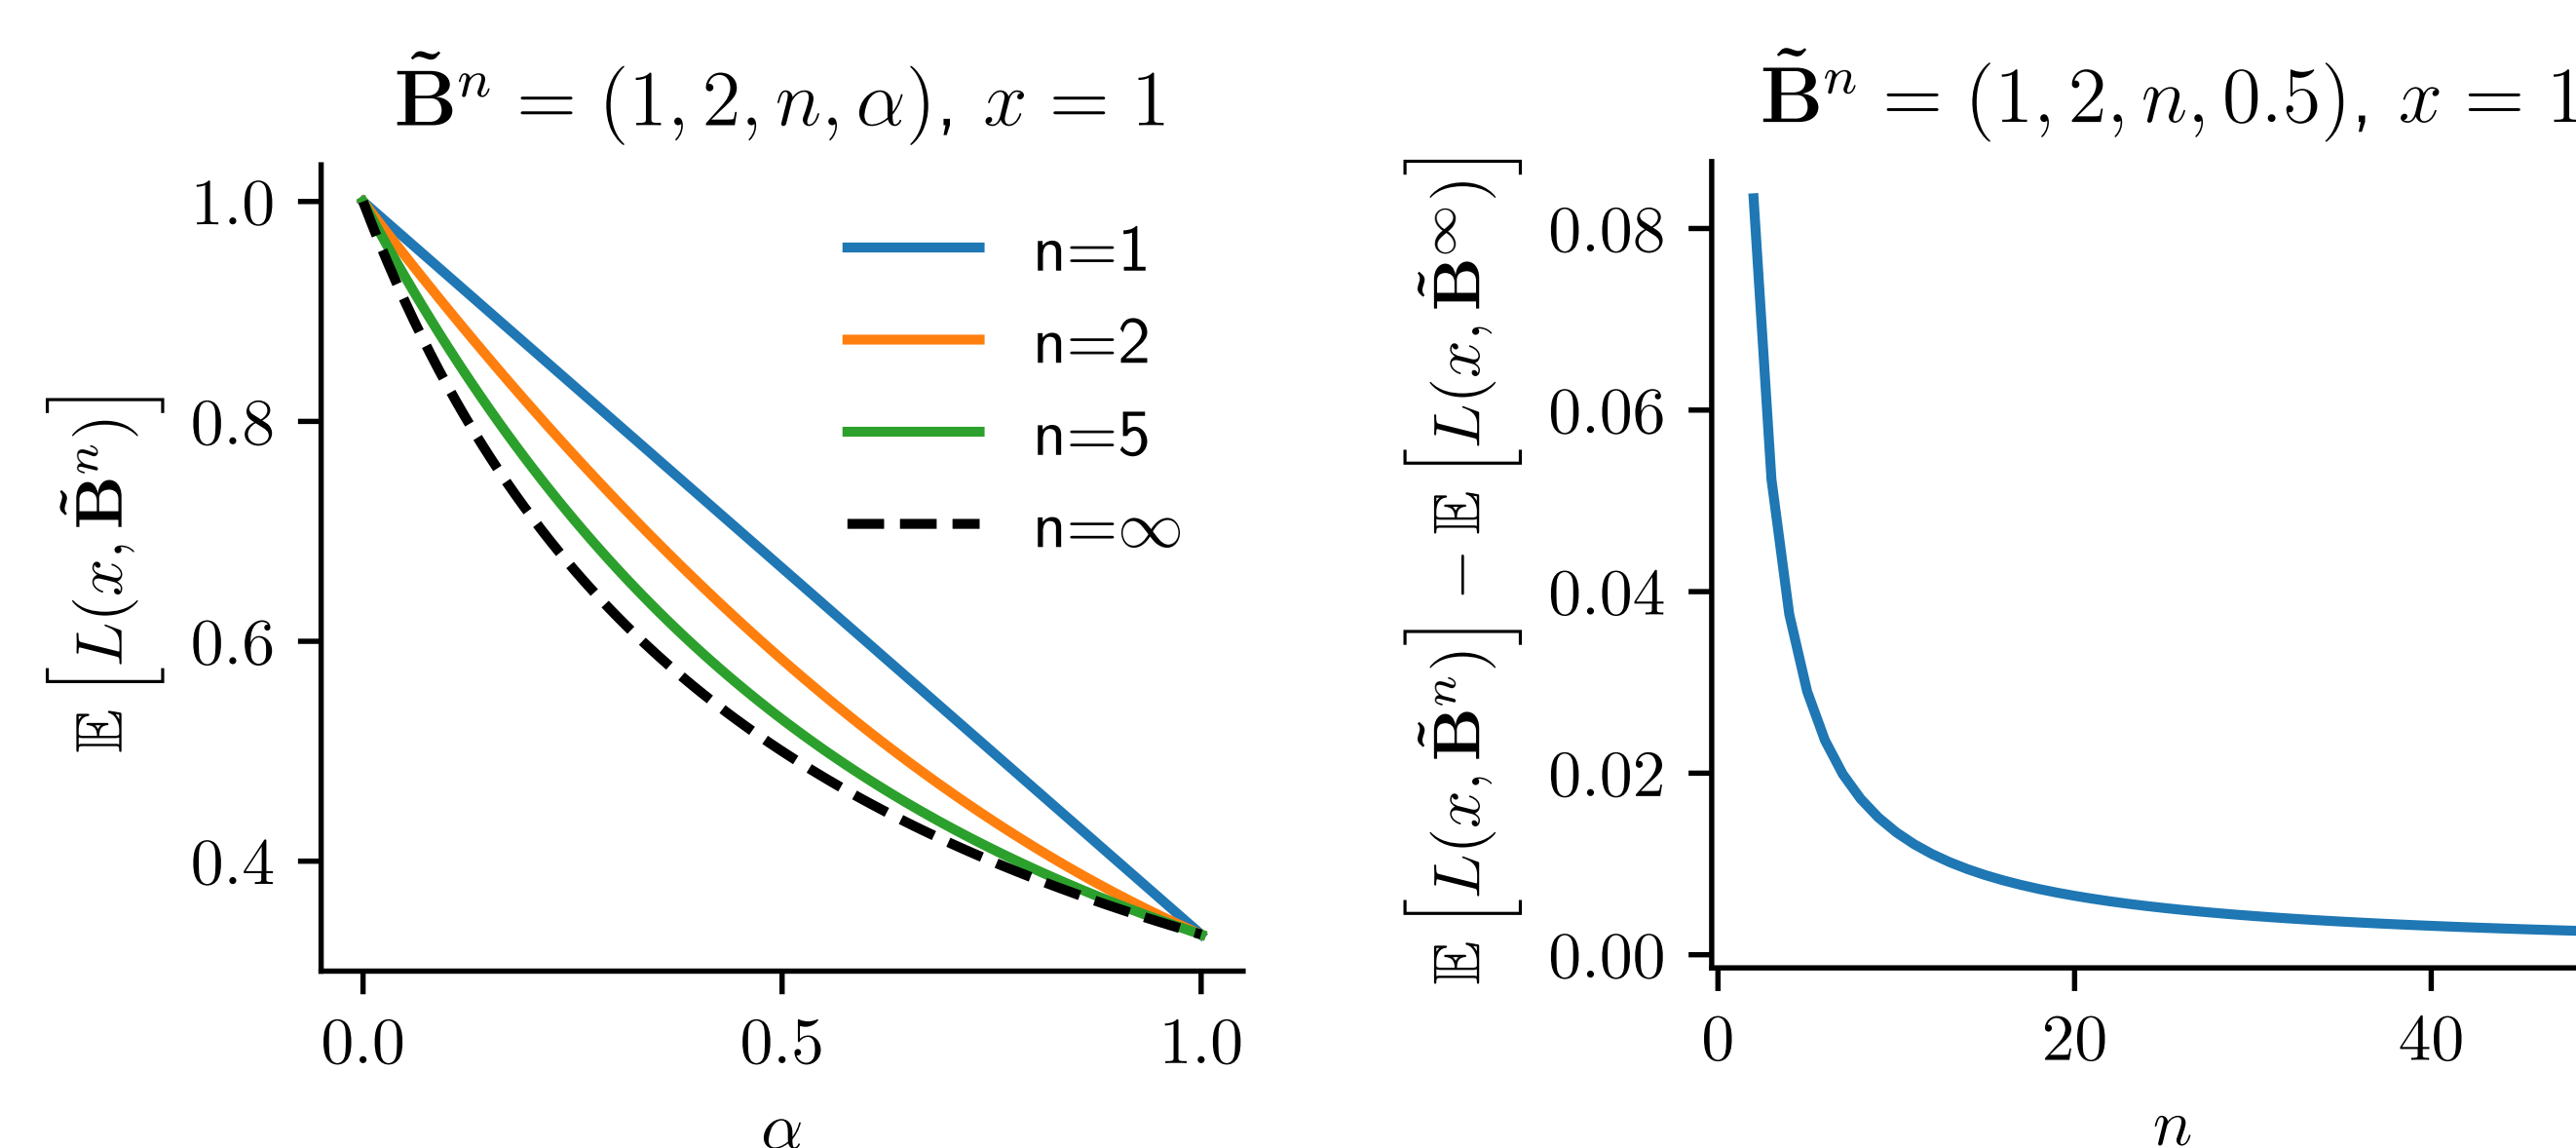 𝐁̃ⁿ = (1, 2, n, α), x = 1
𝔼 [L(x, 𝐁̃ⁿ)]
1.0
0.8
0.6
0.4
n=1
n=2
n=5
n=∞
0.0 0.5 1.0
α
𝐁̃ⁿ = (1, 2, n, 0.5), x = 1
𝔼 [L(x, 𝐁̃ⁿ)] − 𝔼 [L(x, 𝐁̃^∞)]
0.08
0.06
0.04
0.02
0.00
0 20 40
n